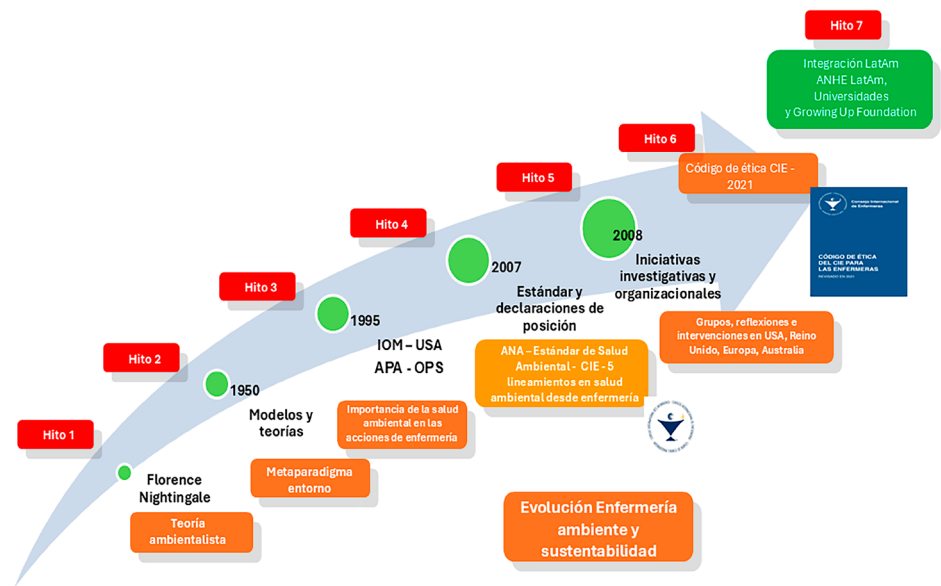 Hito 1
Florence
Nightingale
Teoría
ambientalista
Hito 2
1950
Modelos y
teorías
Metaparadigma
entorno
Hito 3
1995
IOM – USA
APA - OPS
Importancia de la salud
ambiental en las
acciones de enfermería
Hito 4
2007
Estándar y
declaraciones de
posición
ANA – Estándar de Salud
Ambiental - CIE - 5
lineamientos en salud
ambiental desde enfermería
Hito 5
2008
Iniciativas
investigativas y
organizacionales
Grupos, reflexiones e
intervenciones en USA, Reino
Unido, Europa, Australia
Hito 6
Código de ética CIE -
2021
Consejo Internacional
de Enfermeras
CÓDIGO DE ÉTICA
DEL CIE PARA
LAS ENFERMERAS
REVISADO EN 2021
Hito 7
Integración LatAm
ANHE LatAm,
Universidades
y Growing Up Foundation
Evolución Enfermería
ambiente y
sustentabilidad